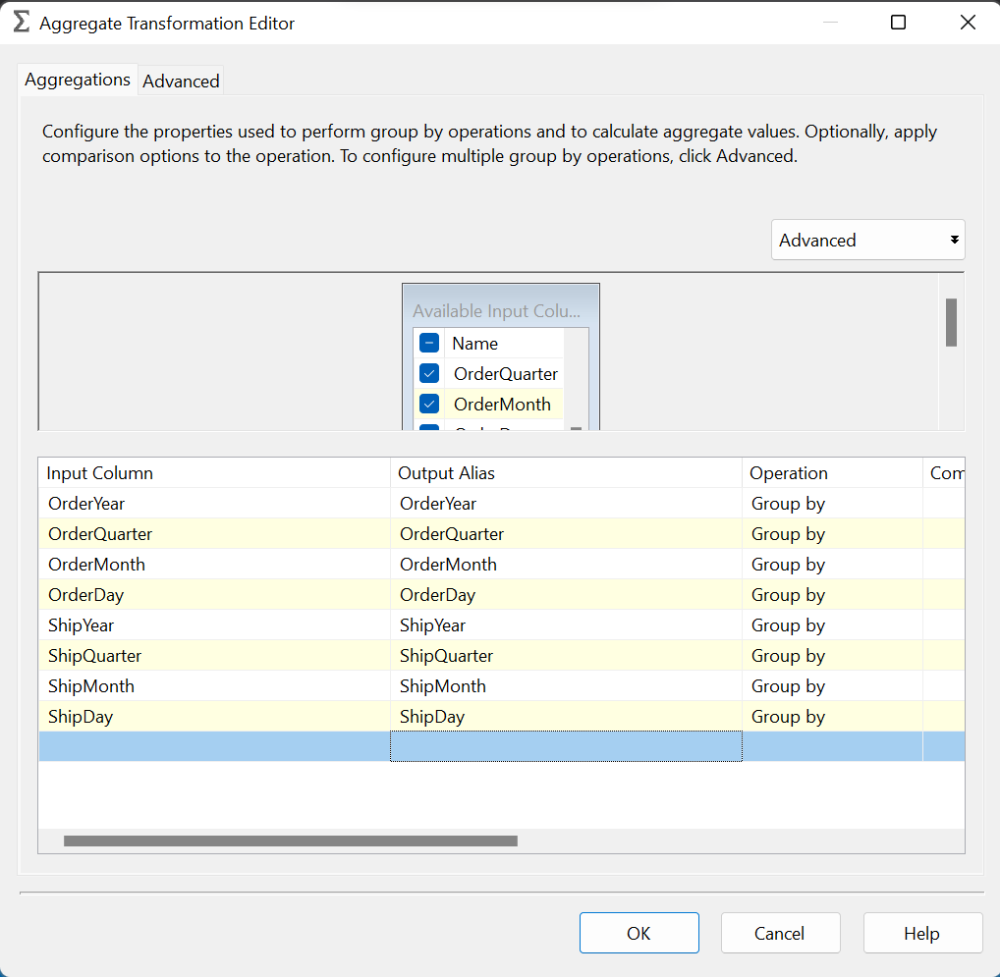 Σ Aggregate Transformation Editor
Aggregations Advanced
Configure the properties used to perform group by operations and to calculate aggregate values. Optionally, apply
comparison options to the operation. To configure multiple group by operations, click Advanced.
Advanced
Available Input Colu...
Name
OrderQuarter
OrderMonth
Input Column Output Alias Operation Com
OrderYear OrderYear Group by
OrderQuarter OrderQuarter Group by
OrderMonth OrderMonth Group by
OrderDay OrderDay Group by
ShipYear ShipYear Group by
ShipQuarter ShipQuarter Group by
ShipMonth ShipMonth Group by
ShipDay ShipDay Group by
OK Cancel Help